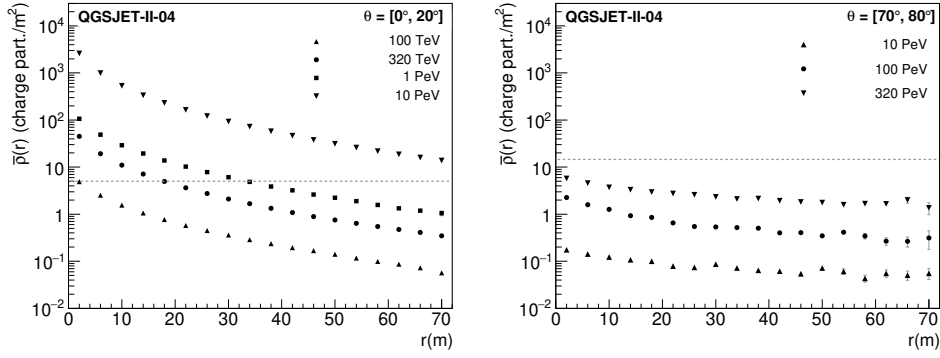 QGSJET-II-04 θ = [0°, 20°]
100 TeV
320 TeV
1 PeV
10 PeV
ρ̅(r) (charge part./m²)
10⁴
10³
10²
10
1
10⁻¹
10⁻²
0 10 20 30 40 50 60 70
r(m)
QGSJET-II-04 θ = [70°, 80°]
10 PeV
100 PeV
320 PeV
ρ̅(r) (charge part./m²)
10⁴
10³
10²
10
1
10⁻¹
10⁻²
0 10 20 30 40 50 60 70
r(m)